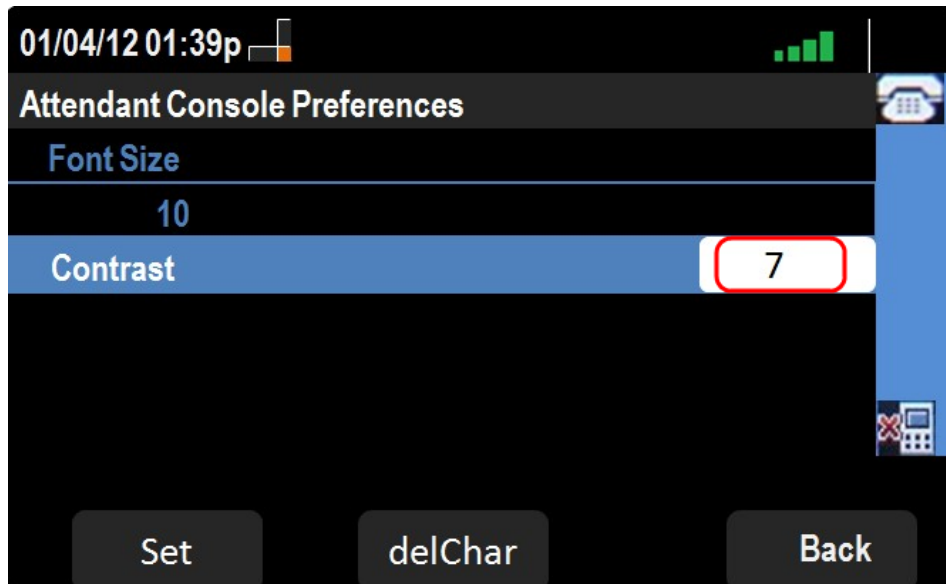 01/04/12 01:39p
Attendant Console Preferences
Font Size
10
Contrast 7
Set delChar Back